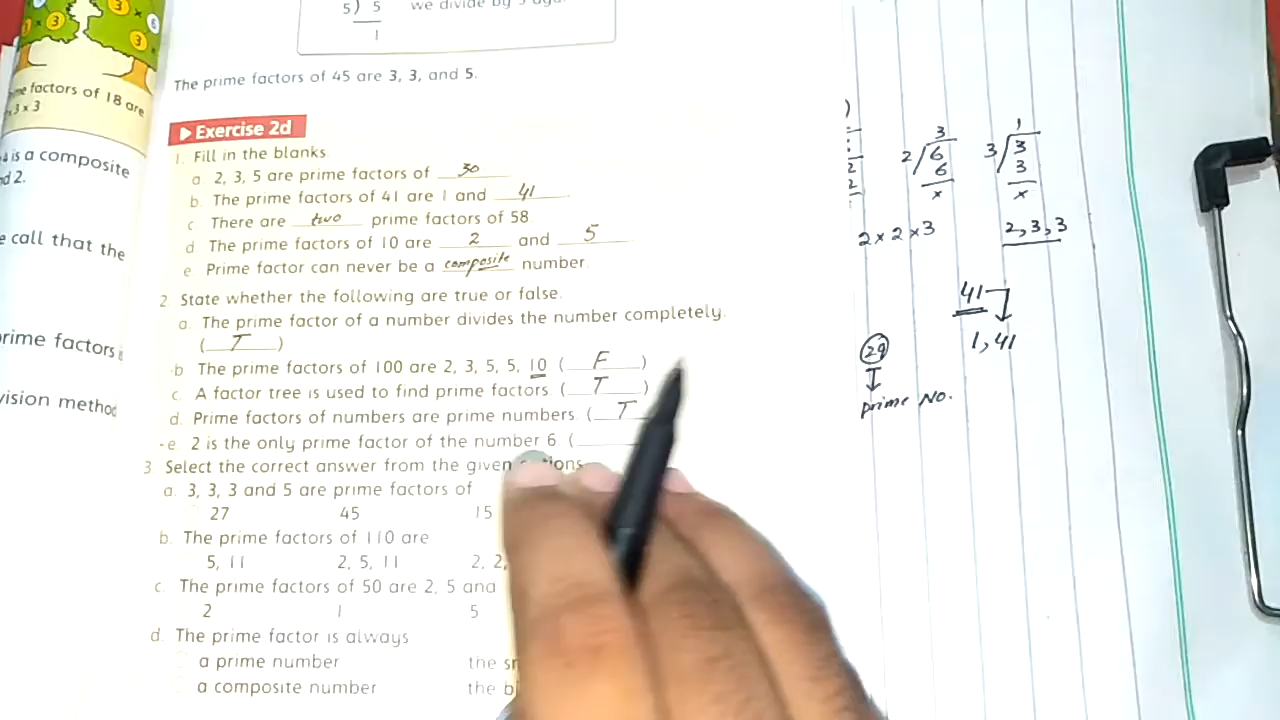 5) 5 we divide by
1
The prime factors of 45 are 3, 3, and 5.
factors of 18 are
3 x 3
is a composite
d 2.
call that the
rime factors
vision method
Exercise 2d
1. Fill in the blanks
a. 2, 3, 5 are prime factors of 30
b. The prime factors of 41 are 1 and 41.
c There are two prime factors of 58
d The prime factors of 10 are 2 and 5
e Prime factor can never be a composite number.
2 State whether the following are true or false.
a. The prime factor of a number divides the number completely.
( T )
b The prime factors of 100 are 2, 3, 5, 5, 10 ( F )
c. A factor tree is used to find prime factors ( T )
d. Prime factors of numbers are prime numbers. ( T
e. 2 is the only prime factor of the number 6 (
3 Select the correct answer from the given
a. 3, 3, 3 and 5 are prime factors of
27 45 15
b. The prime factors of 110 are
5, 11 2, 5, 11 2, 2,
c. The prime factors of 50 are 2, 5 and
2 1 5
d. The prime factor is always
a prime number the
a composite number the
3 1
2 6 3 3
6 3
x x
2 x 2 x 3 2, 3, 3
41
1, 41
29
prime No.